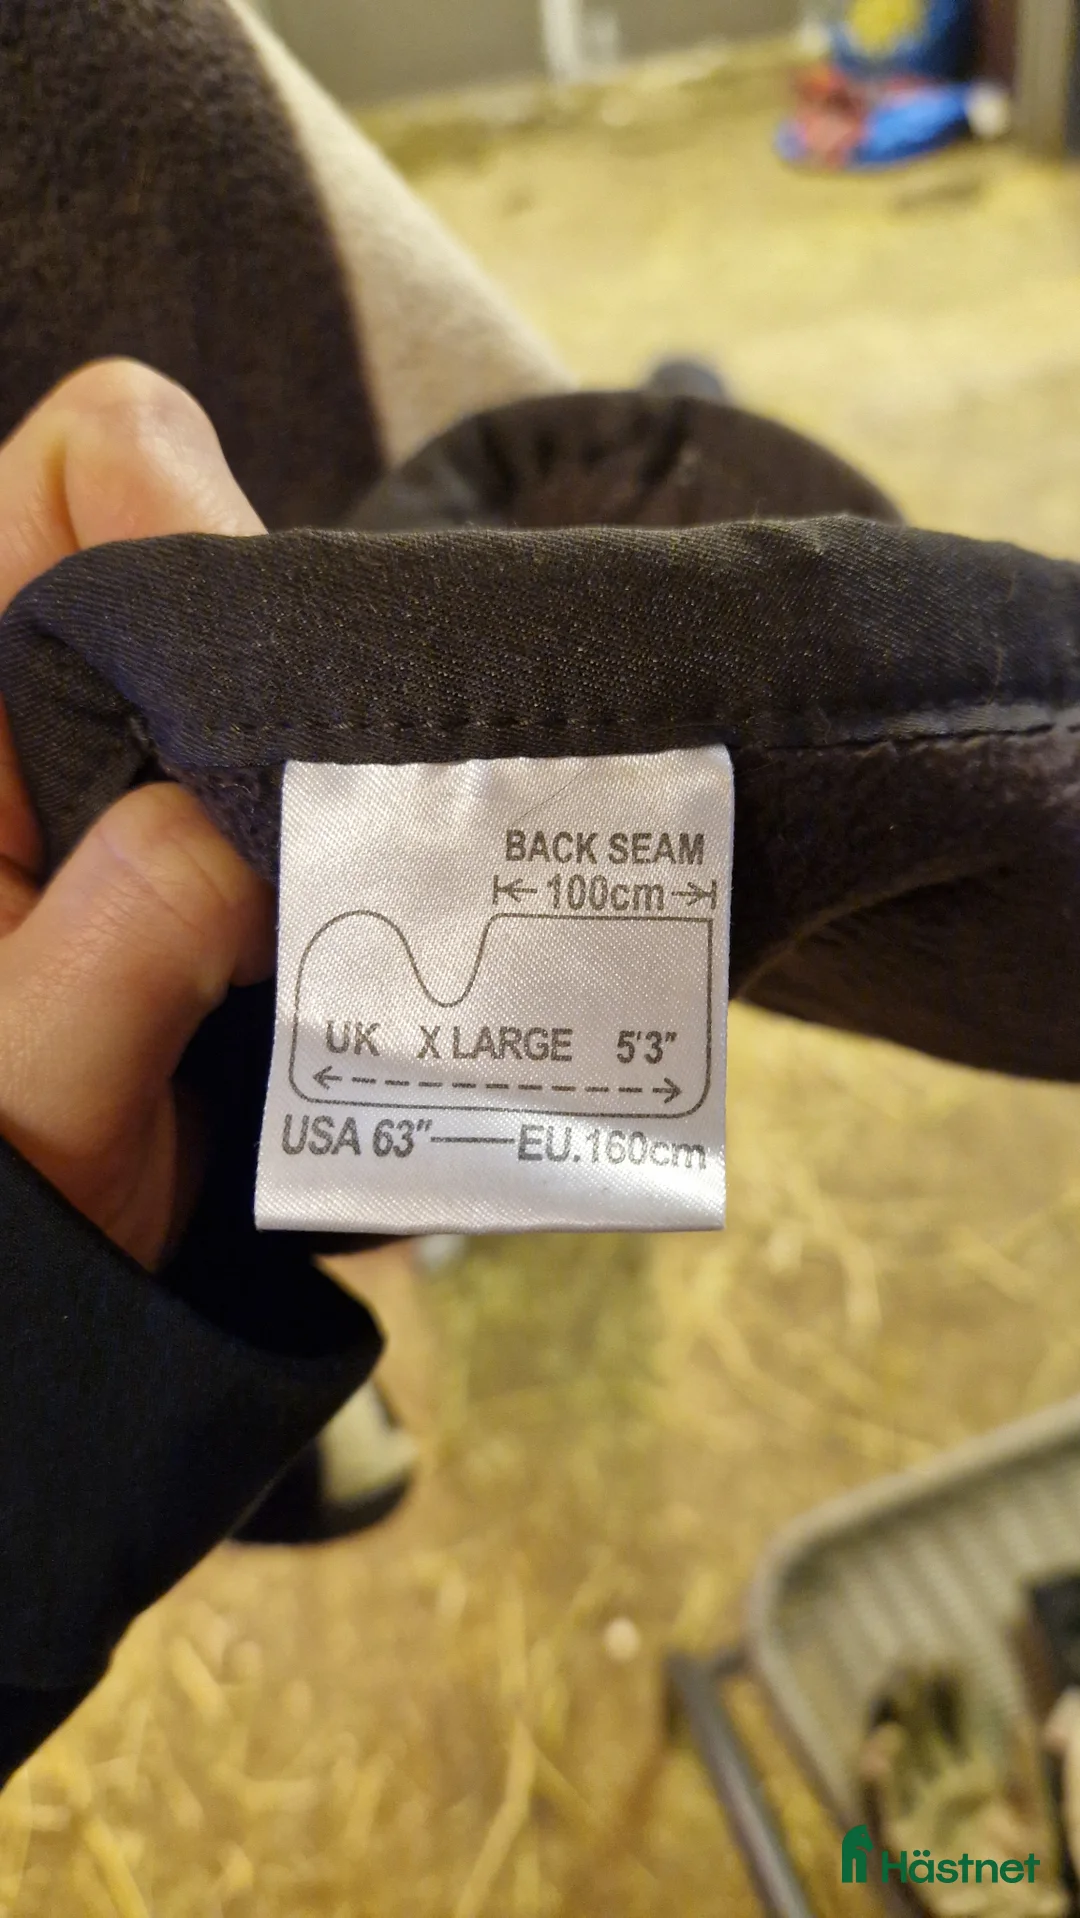 BACK SEAM
100cm
UK X LARGE 5'3"
USA 63" EU.160cm
Hästnet